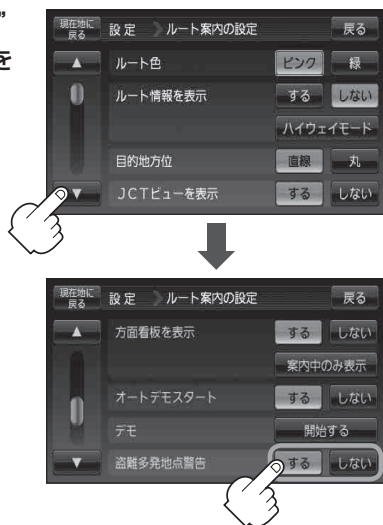 ”
を
現在地に
戻る
設定 ルート案内の設定 戻る
▲ ルート色 ピンク 緑
ルート情報を表示 する しない
ハイウェイモード
目的地方位 直線 丸
▼ JCTビューを表示 する しない
現在地に
戻る
設定 ルート案内の設定 戻る
▲ 方面看板を表示 する しない
案内中のみ表示
オートデモスタート する しない
デモ 開始する
▼ 盗難多発地点警告 する しない